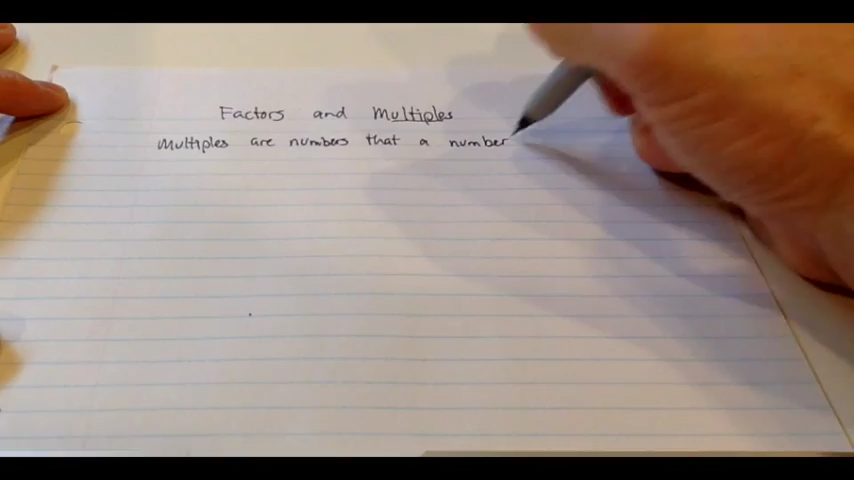 Factors and Multiples
Multiples are numbers that a number